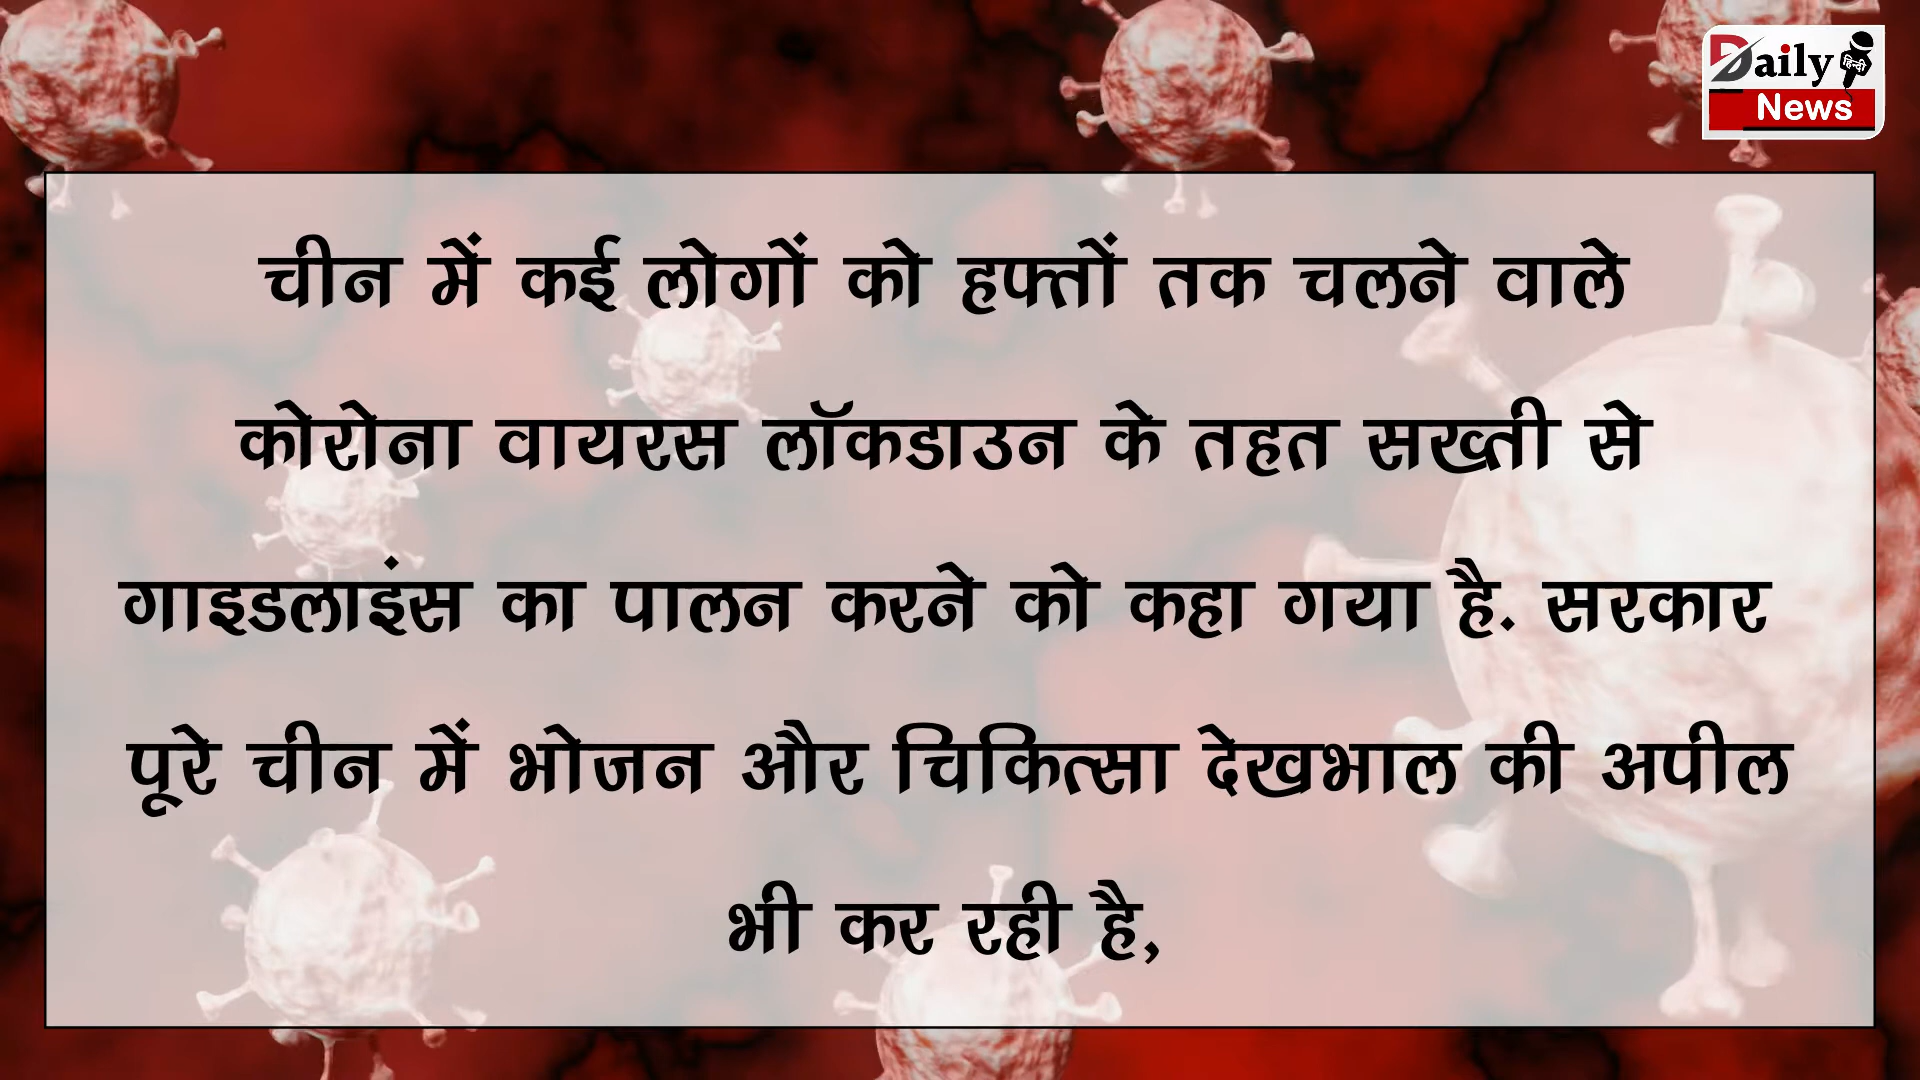 Daily हिन्दी
News
चीन में कई लोगों को हफ्तों तक चलने वाले
कोरोना वायरस लॉकडाउन के तहत सख्ती से
गाइडलाइंस का पालन करने को कहा गया है. सरकार
पूरे चीन में भोजन और चिकित्सा देखभाल की अपील
भी कर रही है,